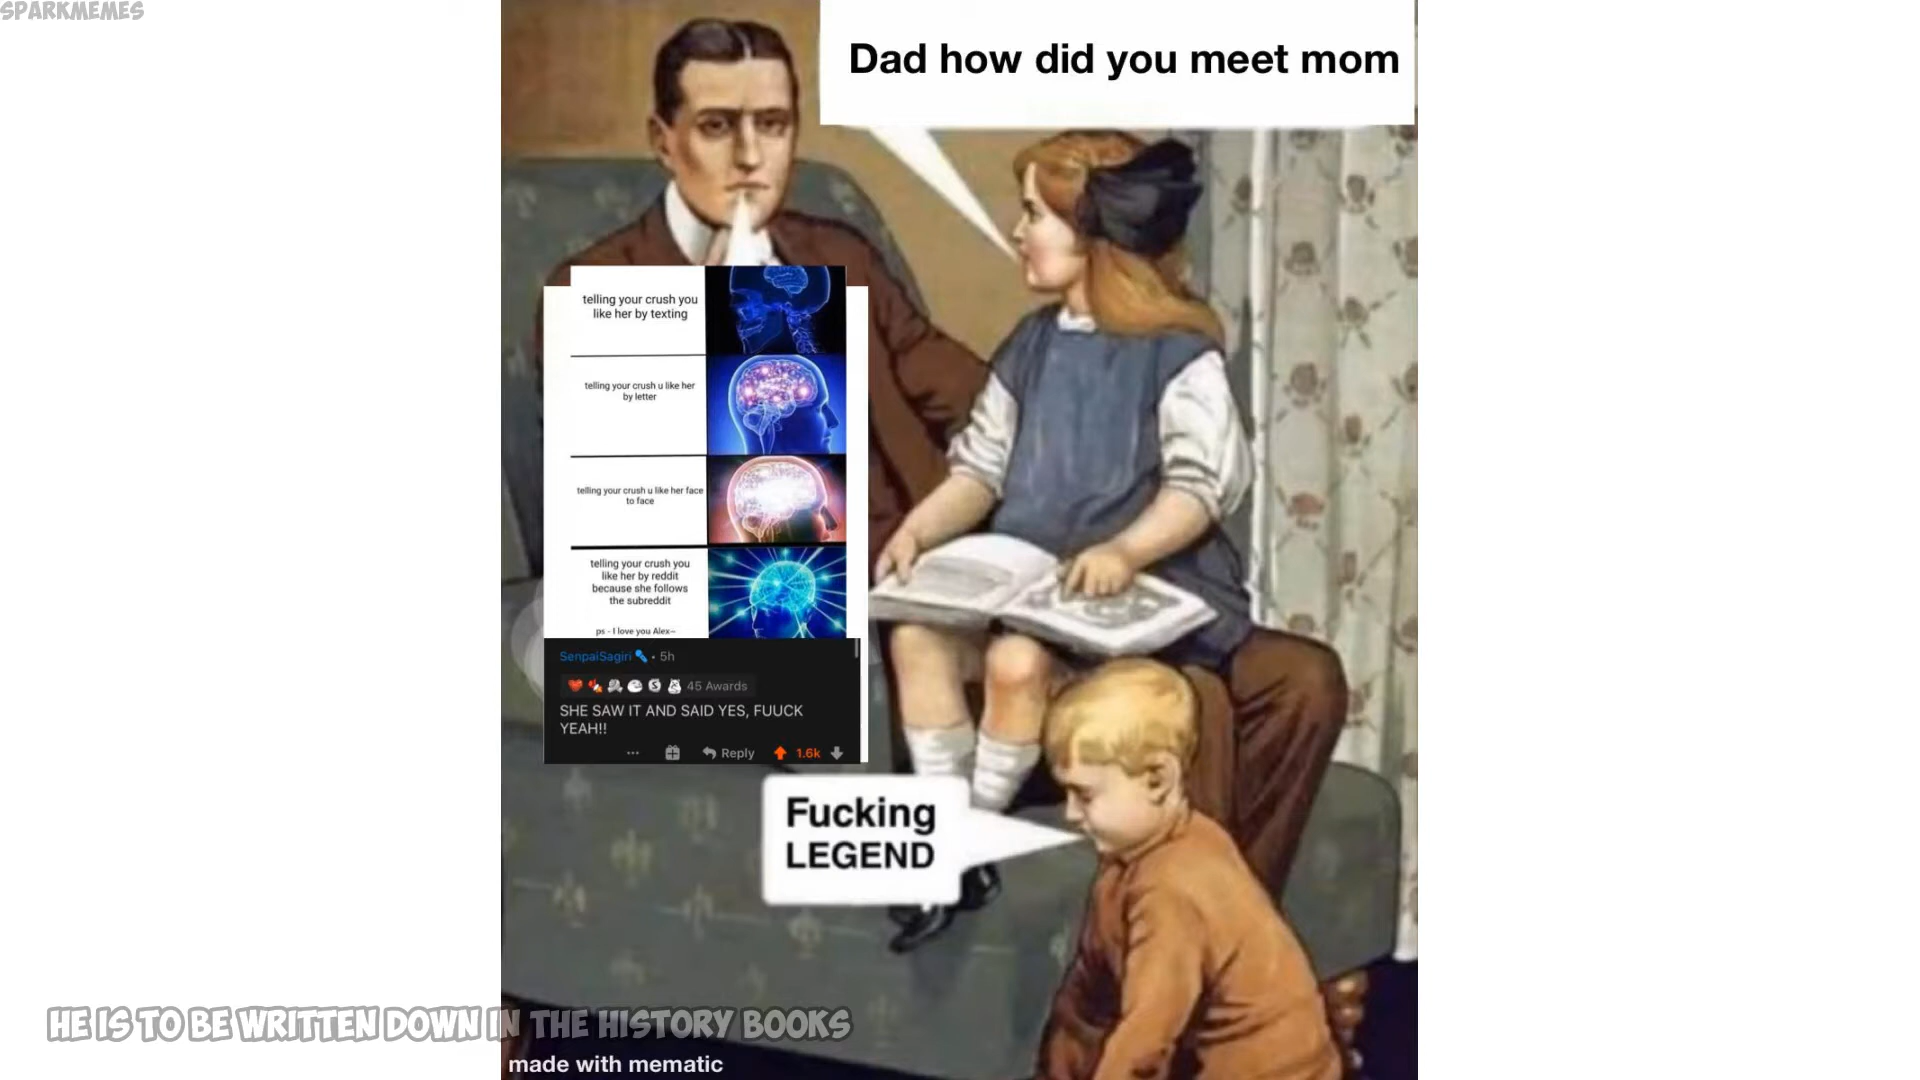 SPARKMEMES
Dad how did you meet mom
telling your crush you
like her by texting
telling your crush u like her
by letter
telling your crush u like her face
to face
telling your crush you
like her by reddit
because she follows
the subreddit
ps - I love you Alex~
SenpaiSagiri • 5h
45 Awards
SHE SAW IT AND SAID YES, FUUCK
YEAH!!
Reply 1.6k
Fucking
LEGEND
HE IS TO BE WRITTEN DOWN IN THE HISTORY BOOKS
made with mematic